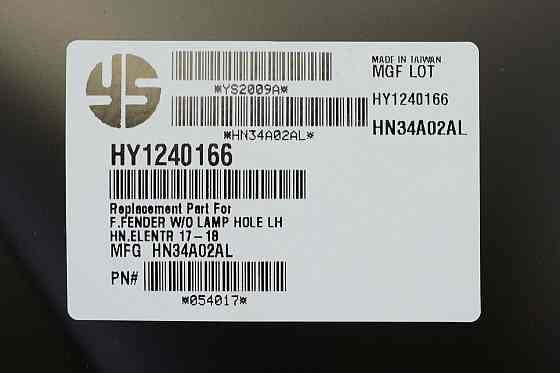 YS
*YS2009A*
*HN34A02AL*
MADE IN TAIWAN
MGF LOT
HY1240166
HN34A02AL
HY1240166
Replacement Part For
F.FENDER W/O LAMP HOLE LH
HN.ELENTR 17-18
MFG HN34A02AL
PN#
*054017*